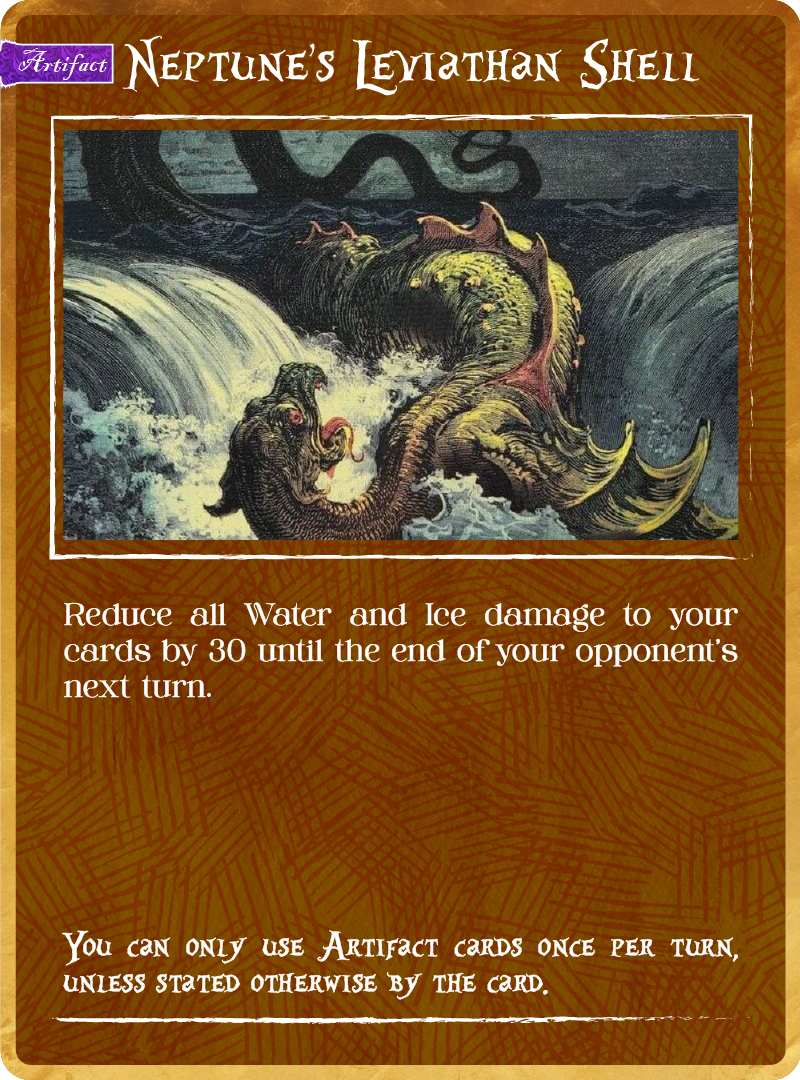 Artifact
Neptune's Leviathan Shell
Reduce all Water and Ice damage to your
cards by 30 until the end of your opponent's
next turn.
You can only use Artifact cards once per turn,
unless stated otherwise by the card.